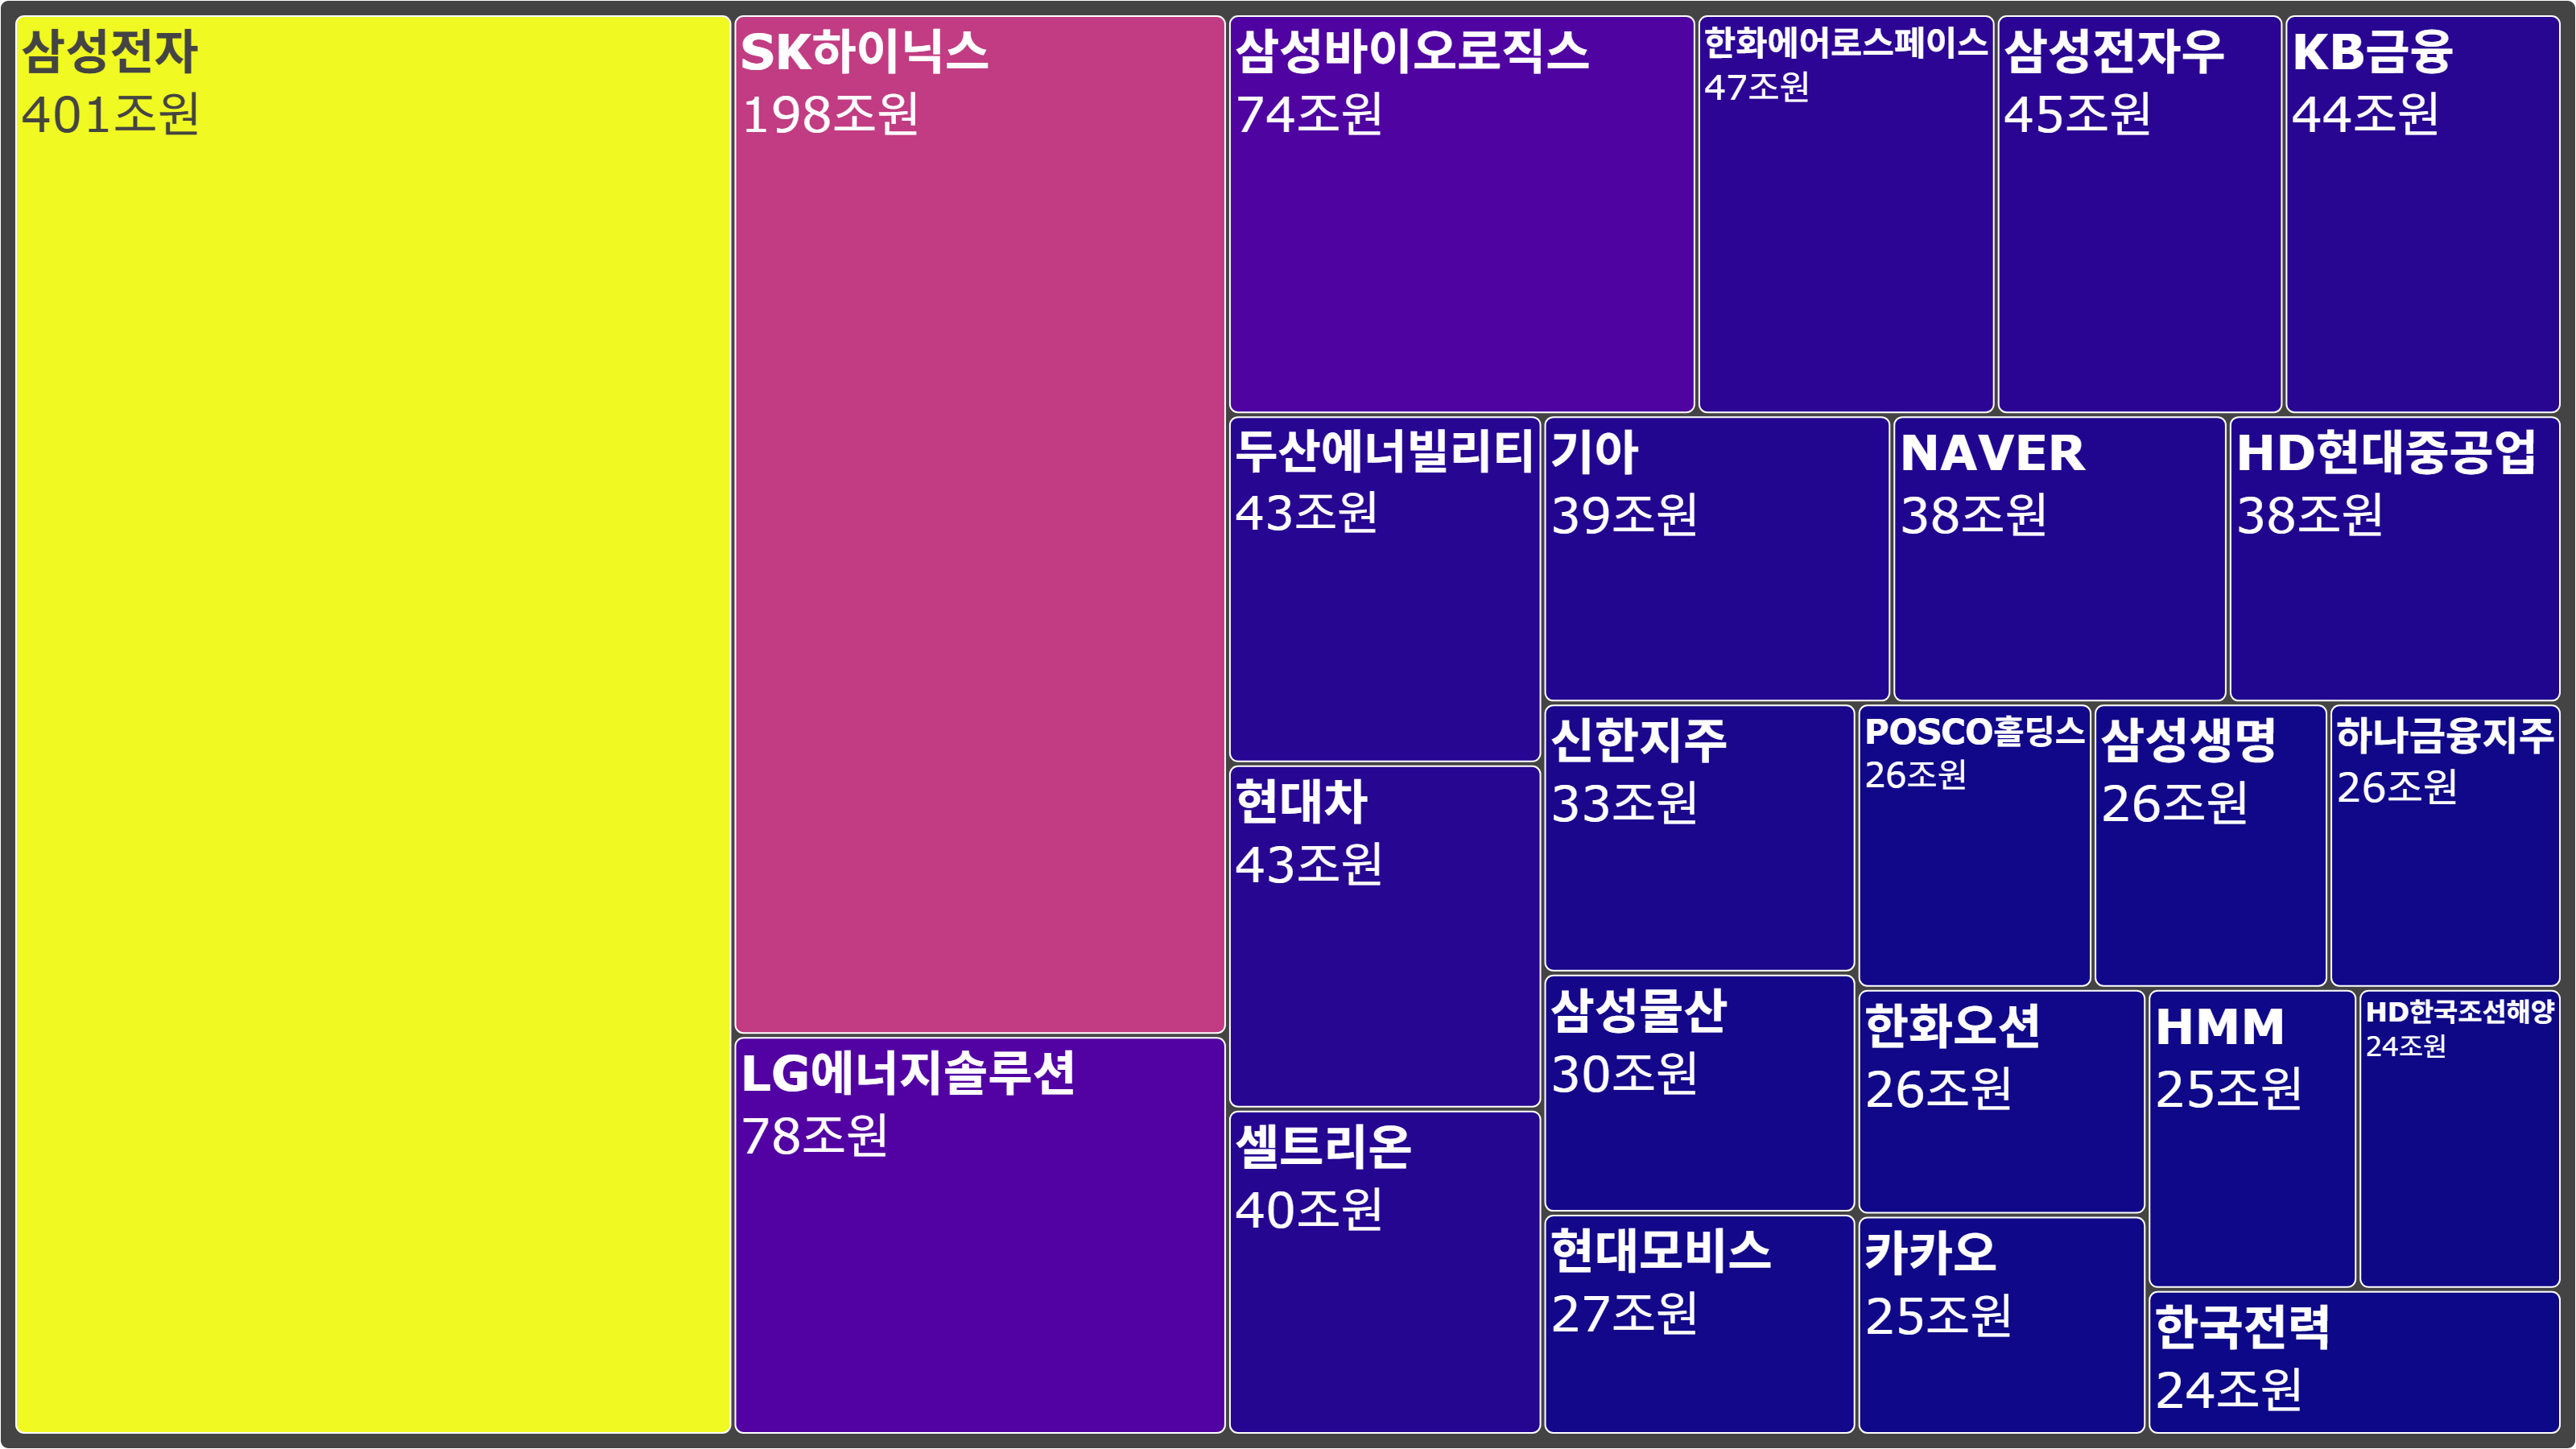 삼성전자
401조원
SK하이닉스
198조원
LG에너지솔루션
78조원
삼성바이오로직스
74조원
한화에어로스페이스
47조원
삼성전자우
45조원
KB금융
44조원
두산에너빌리티
43조원
현대차
43조원
셀트리온
40조원
기아
39조원
NAVER
38조원
HD현대중공업
38조원
신한지주
33조원
삼성물산
30조원
현대모비스
27조원
POSCO홀딩스
26조원
삼성생명
26조원
하나금융지주
26조원
한화오션
26조원
카카오
25조원
HMM
25조원
HD한국조선해양
24조원
한국전력
24조원